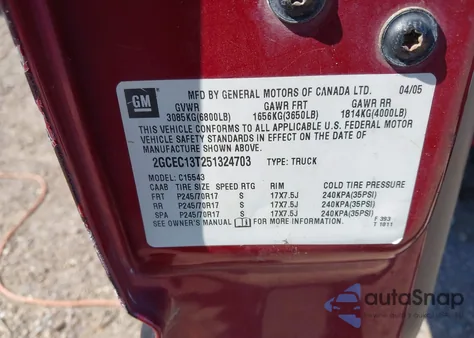 GM
MFD BY GENERAL MOTORS OF CANADA LTD. 04/05
GVWR GAWR FRT GAWR RR
3085KG(6800LB) 1656KG(3650LB) 1814KG(4000LB)
THIS VEHICLE CONFORMS TO ALL APPLICABLE U.S. FEDERAL MOTOR
VEHICLE SAFETY STANDARDS IN EFFECT ON THE DATE OF
MANUFACTURE SHOWN ABOVE.
2GCEC13T251324703 TYPE: TRUCK
MODEL: C15543
CAAB TIRE SIZE SPEED RTG RIM COLD TIRE PRESSURE
FRT P245/70R17 S 17X7.5J 240KPA(35PSI)
RR P245/70R17 S 17X7.5J 240KPA(35PSI)
SPA P245/70R17 S 17X7.5J 240KPA(35PSI)
SEE OWNER'S MANUAL FOR MORE INFORMATION.
F 393
T 1811
autoSnap